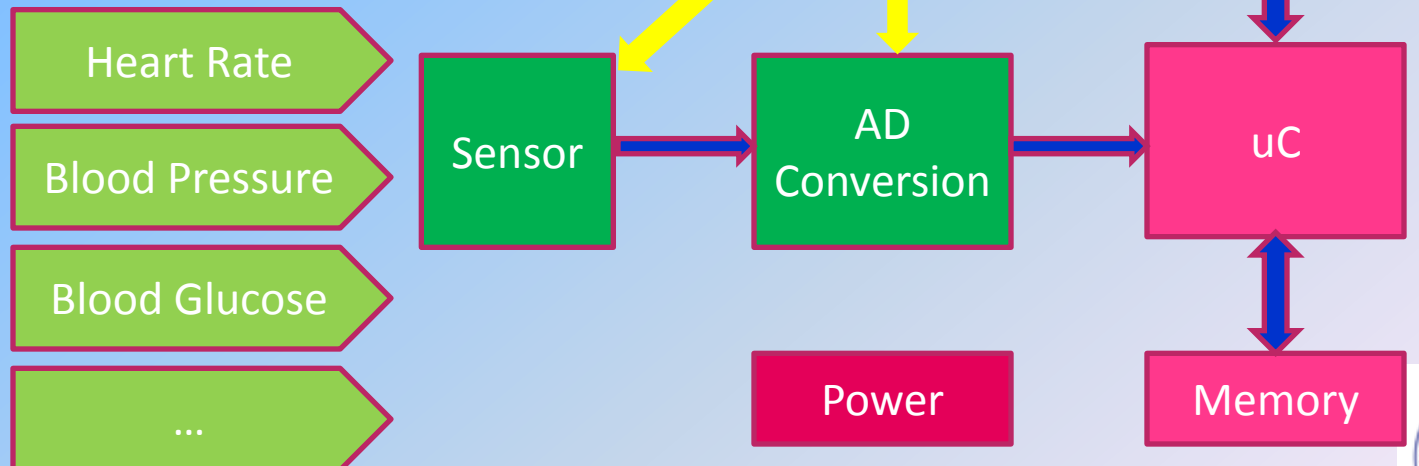 Heart Rate
Blood Pressure
Blood Glucose
...
Sensor
AD
Conversion
uC
Power
Memory